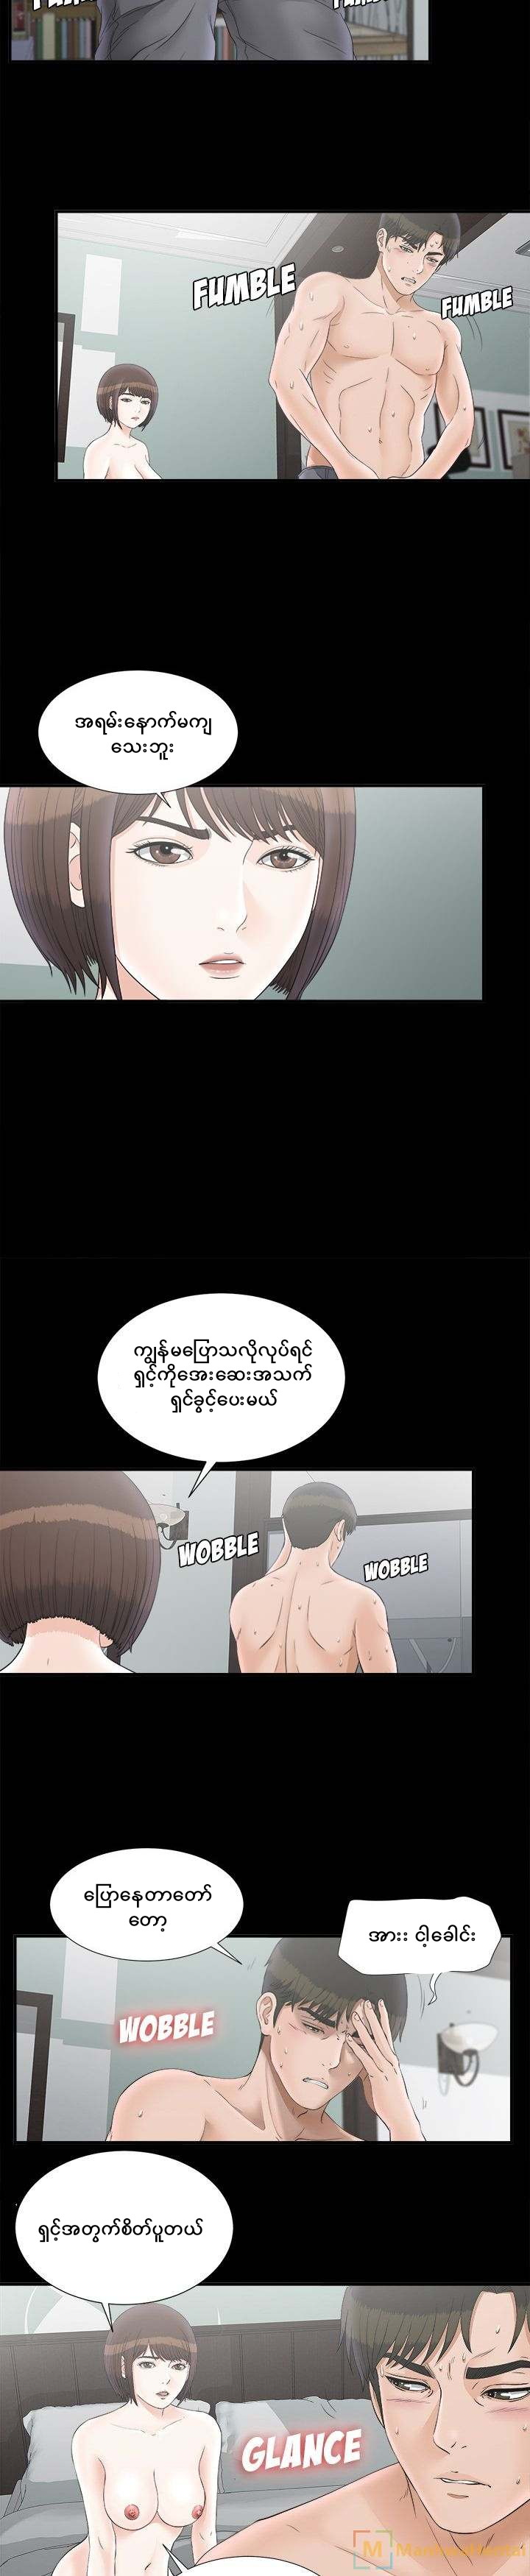 FUMBLE
FUMBLE
အရမ်းနောက်မကျ
သေးဘူး
ကျွန်မပြောသလိုလုပ်ရင်
ရှင့်ကိုအေးဆေးအသက်
ရှင်ခွင့်ပေးမယ်
WOBBLE
WOBBLE
ပြောနေတာတော်
တော့
အားး ငါ့ခေါင်း
WOBBLE
ရှင့်အတွက်စိတ်ပူတယ်
GLANCE